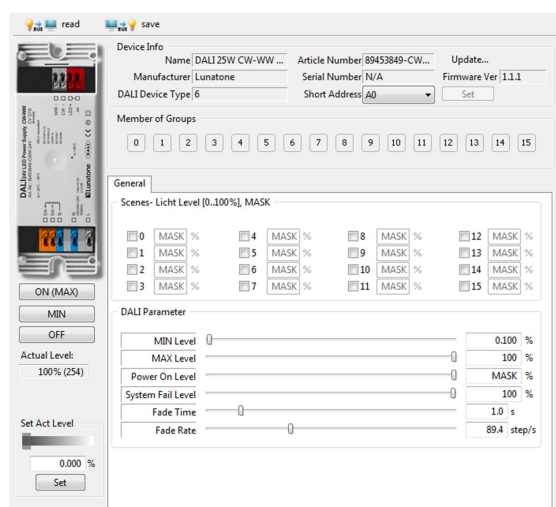 read save
Device Info
Name DALI 25W CW-WW ... Article Number 89453849-CW... Update...
Manufacturer Lunatone Serial Number N/A Firmware Ver 1.1.1
DALI Device Type 6 Short Address A0 Set
Member of Groups
0 1 2 3 4 5 6 7 8 9 10 11 12 13 14 15
General
Scenes- Licht Level [0..100%], MASK
0 MASK % 4 MASK % 8 MASK % 12 MASK %
1 MASK % 5 MASK % 9 MASK % 13 MASK %
2 MASK % 6 MASK % 10 MASK % 14 MASK %
3 MASK % 7 MASK % 11 MASK % 15 MASK %
DALI Parameter
MIN Level 0.100 %
MAX Level 100 %
Power On Level MASK %
System Fail Level 100 %
Fade Time 1.0 s
Fade Rate 89.4 step/s
ON (MAX)
MIN
OFF
Actual Level:
100% (254)
Set Act Level
0.000 %
Set
BUS
BUS
Lunatone